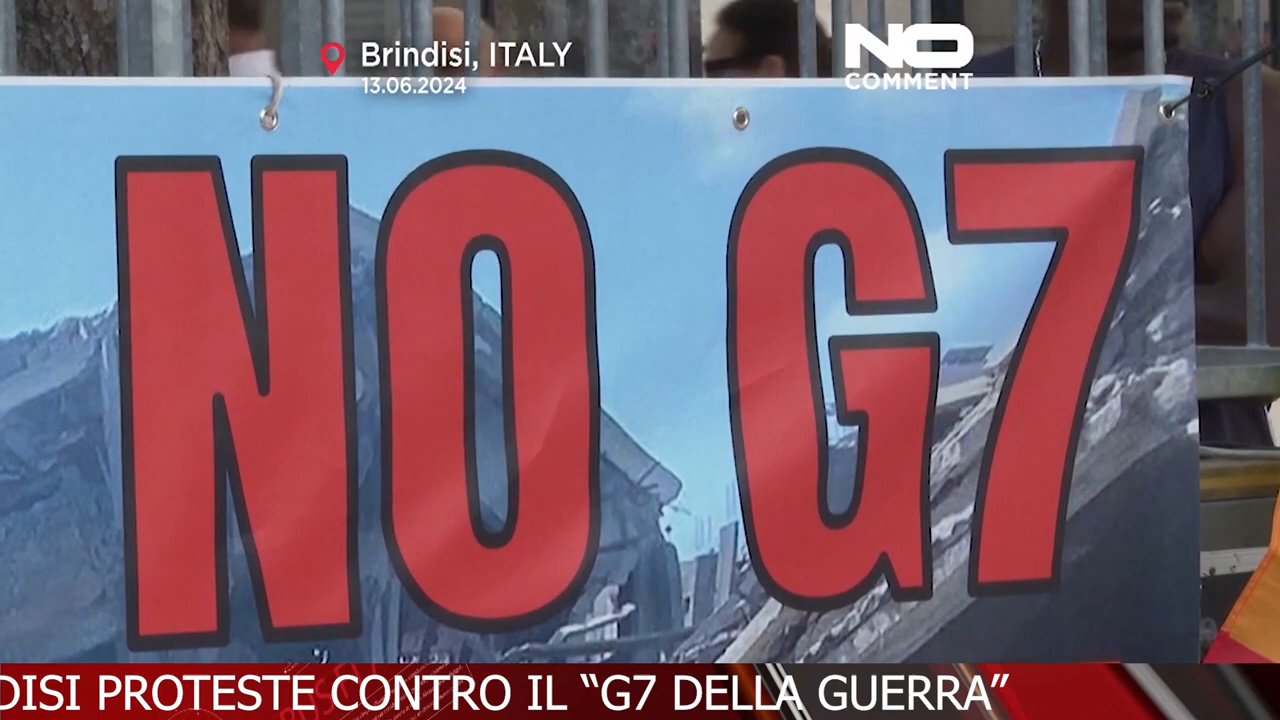 Brindisi, ITALY
13.06.2024
NO
COMMENT
NO G7
DISI PROTESTE CONTRO IL “G7 DELLA GUERRA”